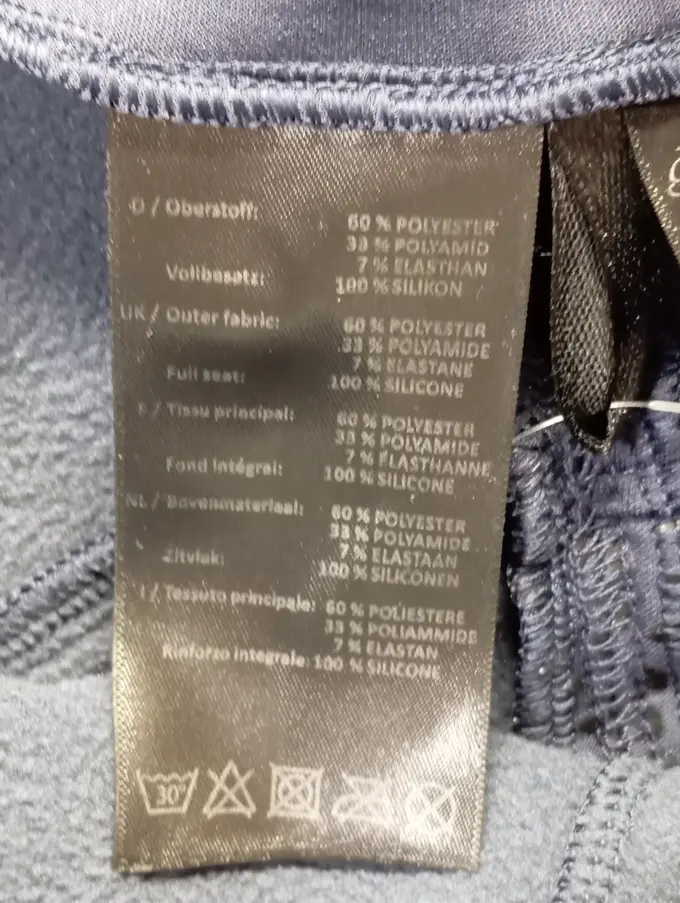 D / Oberstoff: 60 % POLYESTER
33 % POLYAMID
7 % ELASTHAN
Vollbesatz: 100 % SILIKON
UK / Outer fabric: 60 % POLYESTER
33 % POLYAMIDE
7 % ELASTANE
Full seat: 100 % SILICONE
F / Tissu principal: 60 % POLYESTER
33 % POLYAMIDE
7 % ELASTHANNE
Fond intégral: 100 % SILICONE
NL / Bovenmateriaal: 60 % POLYESTER
33 % POLYAMIDE
7 % ELASTAAN
Zitvlak: 100 % SILICONEN
I / Tessuto principale: 60 % POLIESTERE
33 % POLIAMMIDE
7 % ELASTAN
Rinforzo integrale: 100 % SILICONE
30°